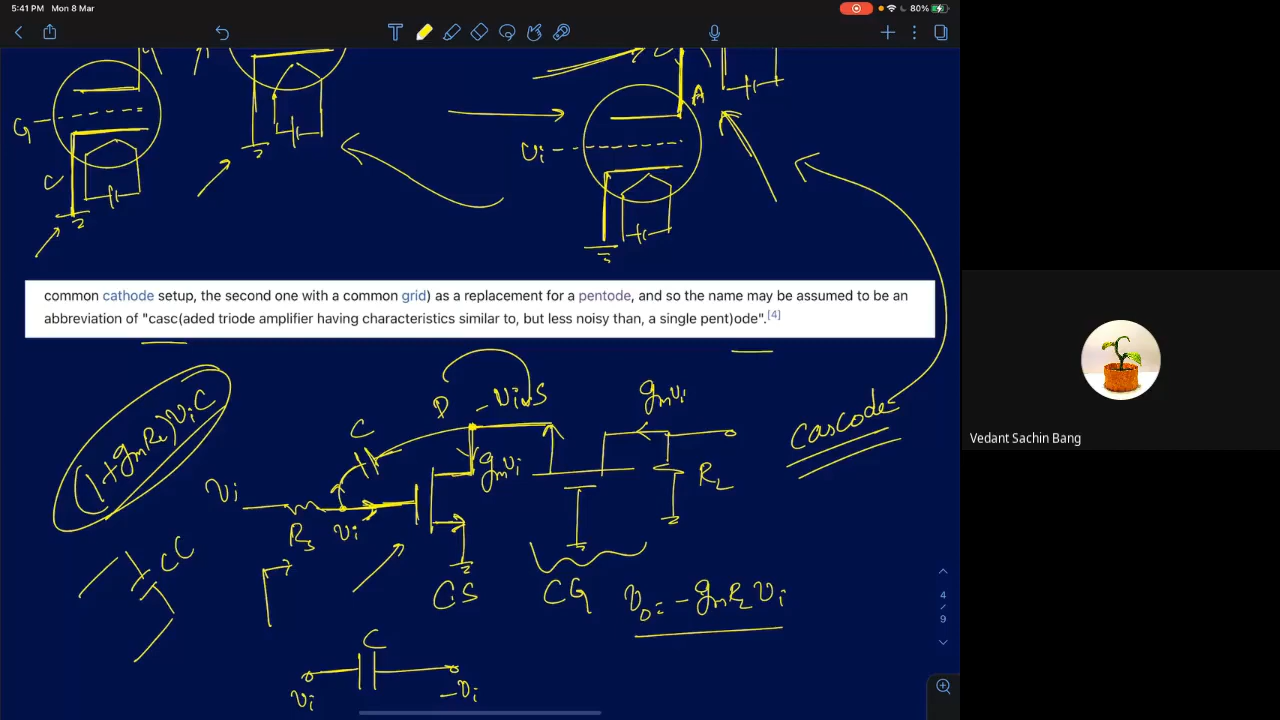 5:41 PM Mon 8 Mar
80%
G
C
A
Vi
common cathode setup, the second one with a common grid) as a replacement for a pentode, and so the name may be assumed to be an
abbreviation of "casc(aded triode amplifier having characteristics similar to, but less noisy than, a single pent)ode".[4]
(1+gmRL)ViC
D
-Vi
S
gmVi
cascode
C
gmVi
RL
Vi
Rs
Vi
C
CS
CG
Vo = -gmRLVi
C
Vi
-Vi
4
/
9
Vedant Sachin Bang